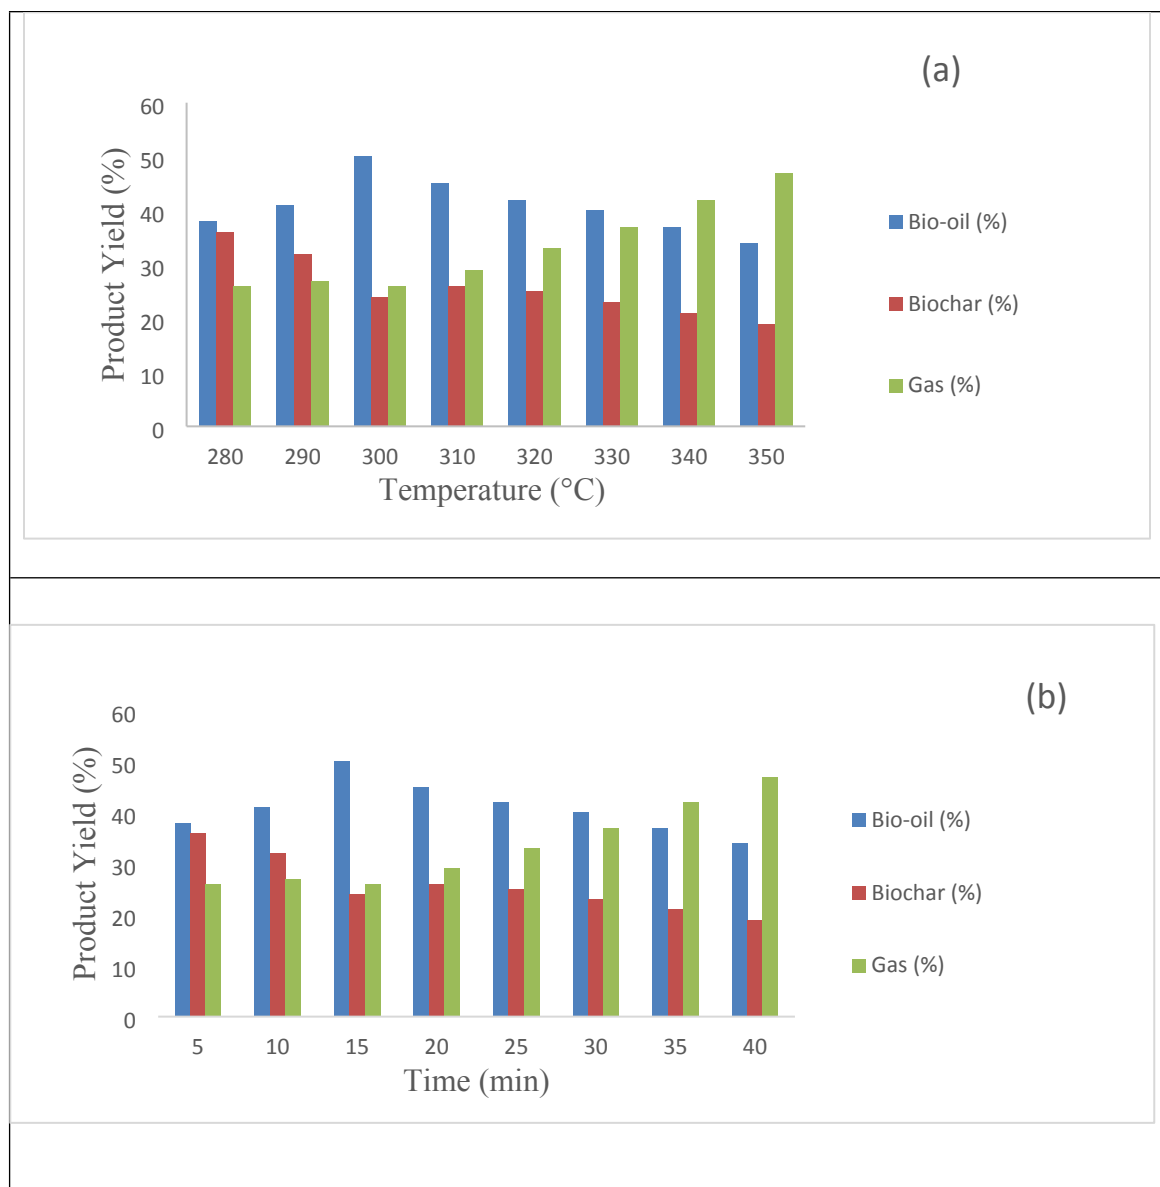 (a)
60
50
40
30
20
10
0
Product Yield (%)
280 290 300 310 320 330 340 350
Temperature (°C)
Bio-oil (%)
Biochar (%)
Gas (%)
(b)
60
50
40
30
20
10
0
Product Yield (%)
5 10 15 20 25 30 35 40
Time (min)
Bio-oil (%)
Biochar (%)
Gas (%)